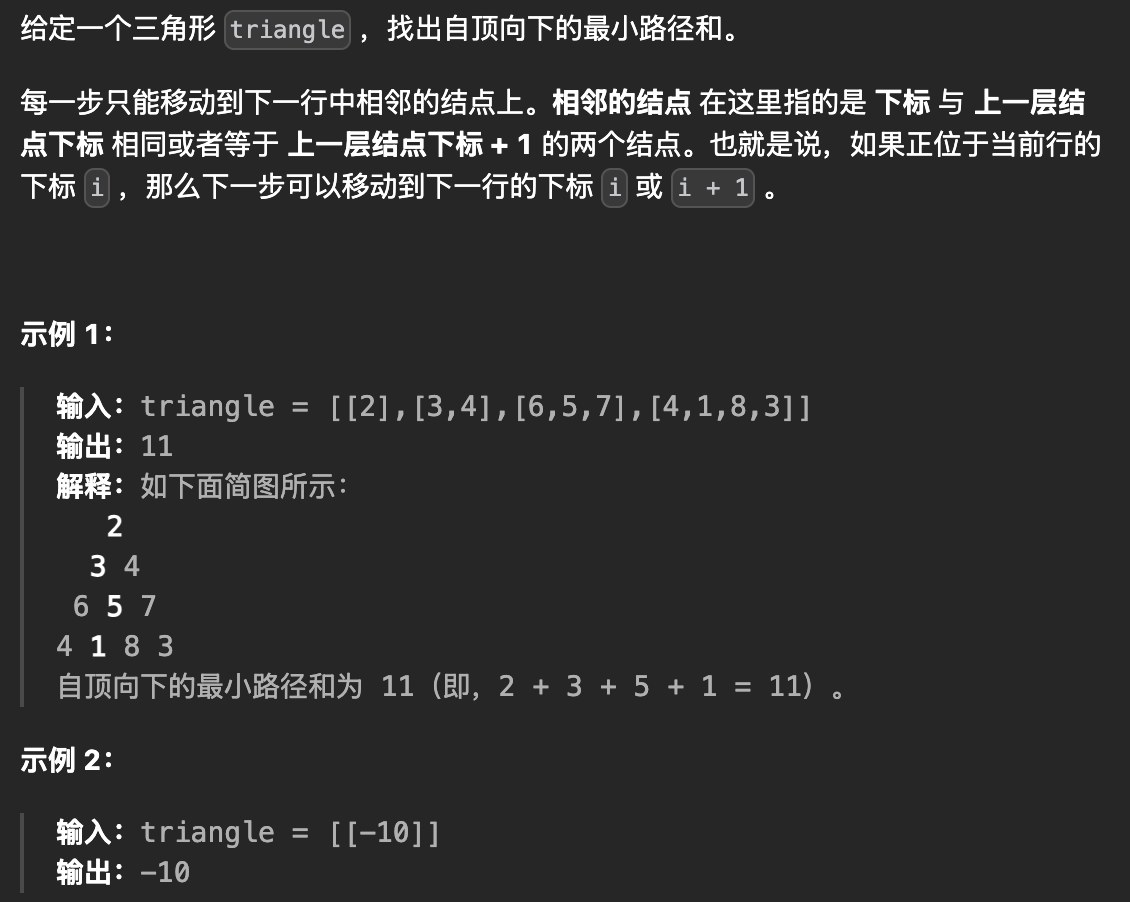 给定一个三角形 triangle ，找出自顶向下的最小路径和。
每一步只能移动到下一行中相邻的结点上。相邻的结点 在这里指的是 下标 与 上一层结
点下标 相同或者等于 上一层结点下标 + 1 的两个结点。也就是说，如果正位于当前行的
下标 i ，那么下一步可以移动到下一行的下标 i 或 i + 1 。
示例 1：
输入：triangle = [[2],[3,4],[6,5,7],[4,1,8,3]]
输出：11
解释：如下面简图所示：
2
3 4
6 5 7
4 1 8 3
自顶向下的最小路径和为 11（即，2 + 3 + 5 + 1 = 11）。
示例 2：
输入：triangle = [[-10]]
输出：-10